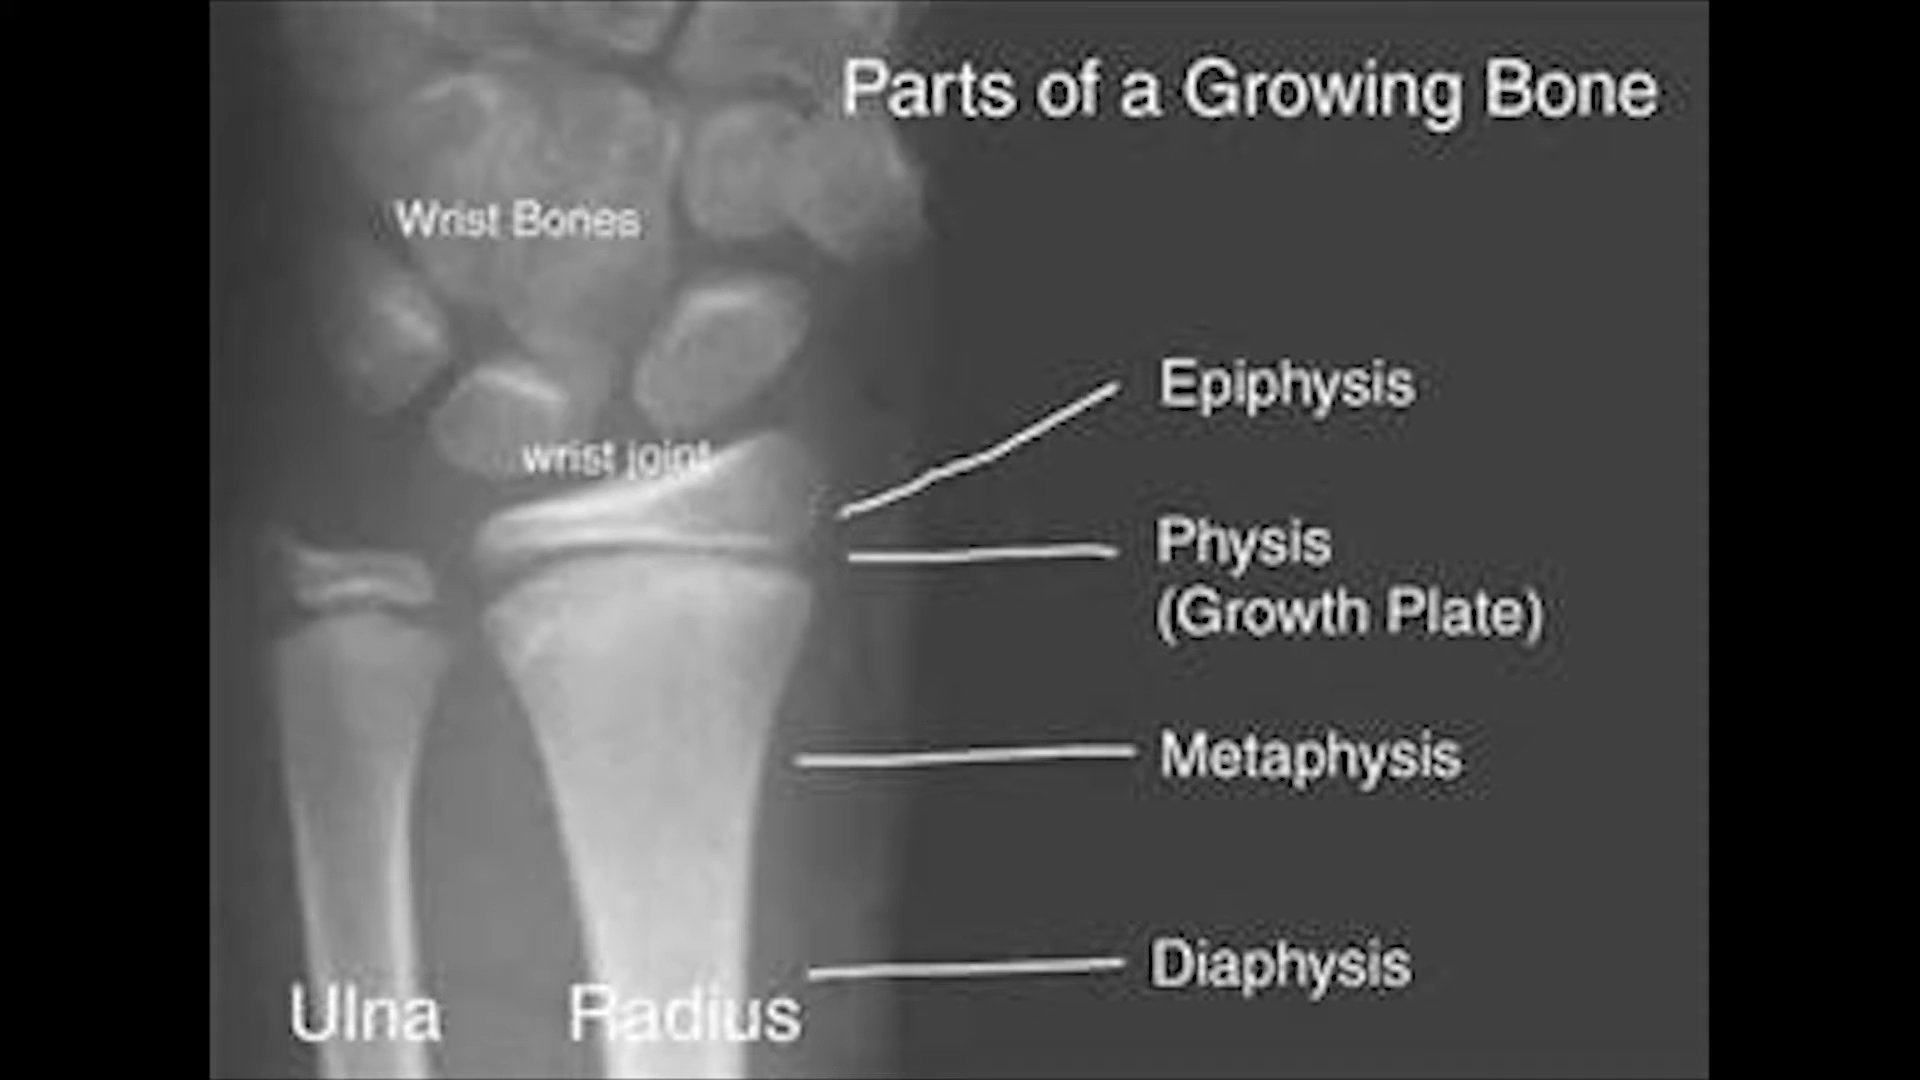 Parts of a Growing Bone
Wrist Bones
Epiphysis
wrist joint
Physis
(Growth Plate)
Metaphysis
Diaphysis
Ulna
Radius